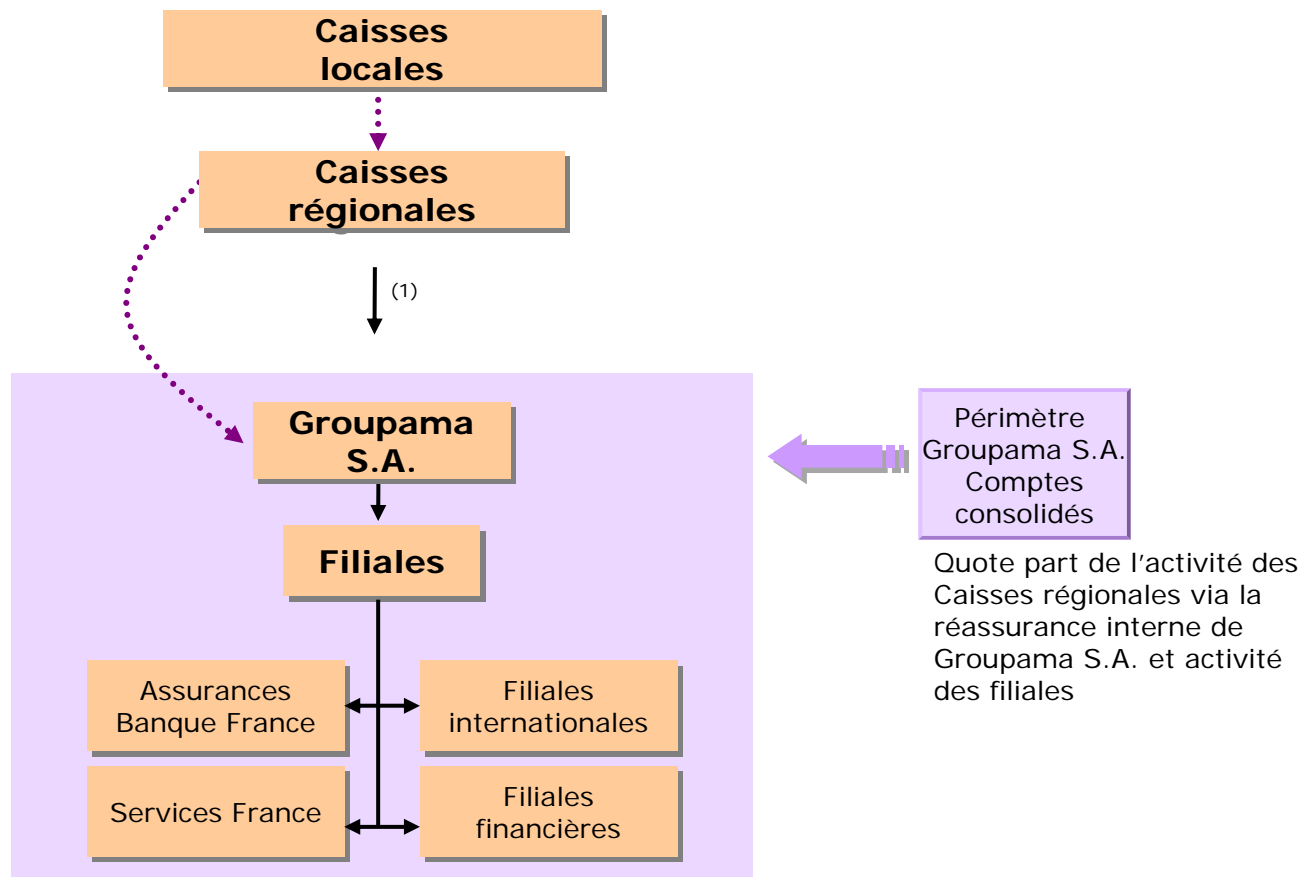 Caisses
locales
Caisses
régionales
(1)
Groupama
S.A.
Filiales
Assurances
Banque France
Filiales
internationales
Services France
Filiales
financières
Périmètre
Groupama S.A.
Comptes
consolidés
Quote part de l'activité des
Caisses régionales via la
réassurance interne de
Groupama S.A. et activité
des filiales